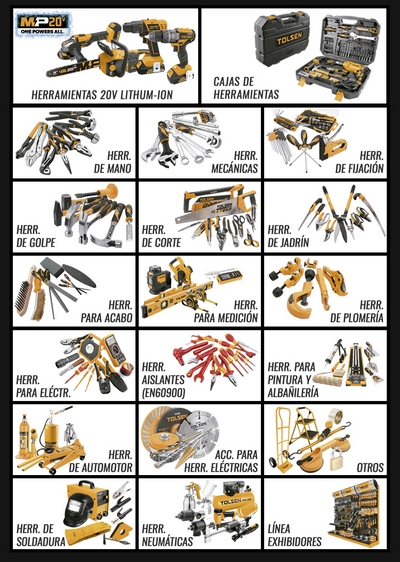 MP20V
ONE POWERS ALL.
HERRAMIENTAS 20V LITHUM-ION
TOLSEN
CAJAS DE
HERRAMIENTAS
HERR.
DE MANO
HERR.
MECÁNICAS
HERR.
DE FIJACIÓN
HERR.
DE GOLPE
TOLSEN
HERR.
DE CORTE
HERR.
DE JADRÍN
HERR.
PARA ACABO
HERR.
PARA MEDICIÓN
HERR.
DE PLOMERÍA
HERR.
PARA ELÉCTR.
HERR.
AISLANTES
(EN60900)
HERR. PARA
PINTURA Y
ALBAÑILERÍA
HERR.
DE AUTOMOTOR
TOLSEN
ACC. PARA
HERR. ELÉCTRICAS
OTROS
HERR. DE
SOLDADURA
TOLSEN
HERR.
NEUMÁTICAS
LÍNEA
EXHIBIDORES